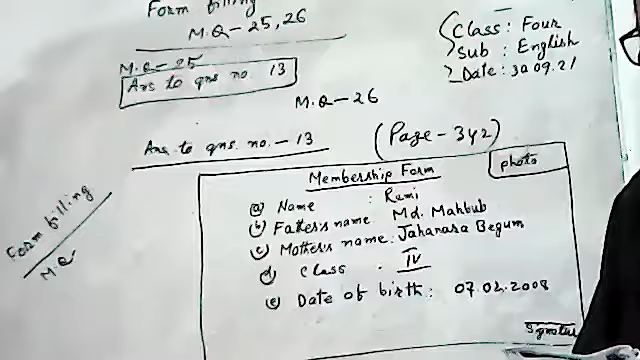 Form filling
M.Q-25,26
Class: Four
Sub : English
Date: 30.09.21
M.Q-25
Ans to qns no. 13
M.Q-26
Ans to qns. no.-13
(Page-342)
Form filling
M.Q
Membership Form
photo
(a) Name : Remi
(b) Father's name Md. Mahbub
(c) Mother's name: Jahanara Begum
(d) Class : IV
(e) Date of birth : 07.02.2008